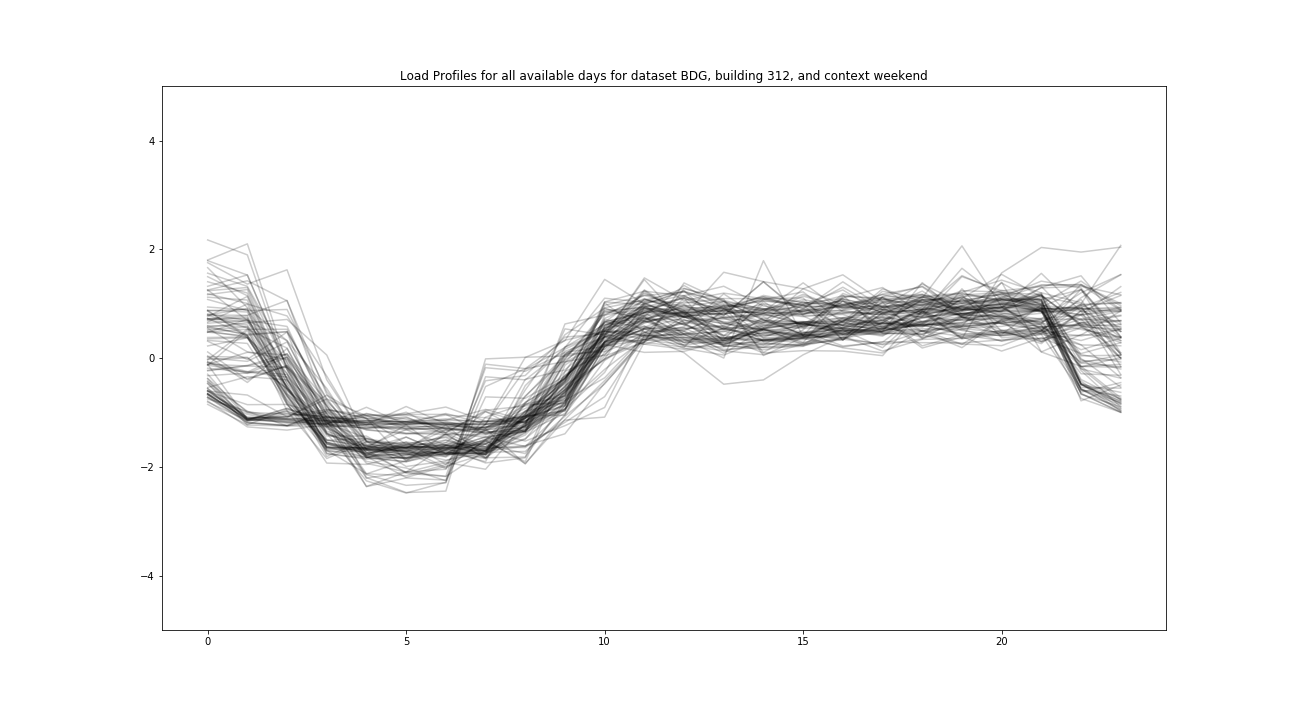 Load Profiles for all available days for dataset BDG, building 312, and context weekend
4
2
0
−2
−4
0 5 10 15 20